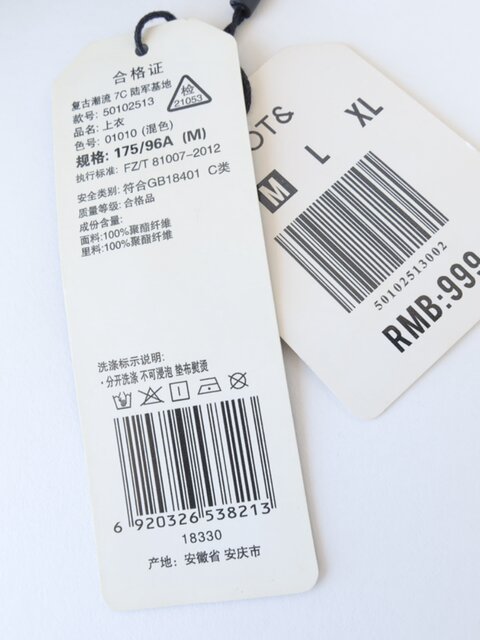 合格证
复古潮流 7C 陆军基地
款号: 50102513
品名: 上衣
色号: 01010 (混色)
规格: 175/96A (M)
执行标准: FZ/T 81007-2012
安全类别: 符合GB18401 C类
质量等级: 合格品
成份含量:
面料:100%聚酯纤维
里料:100%聚酯纤维
检
21053
洗涤标示说明:
·分开洗涤 不可浸泡 垫布熨烫
6 920326 538213
18330
产地: 安徽省 安庆市
OT&
M L XL
50102513002
RMB:999